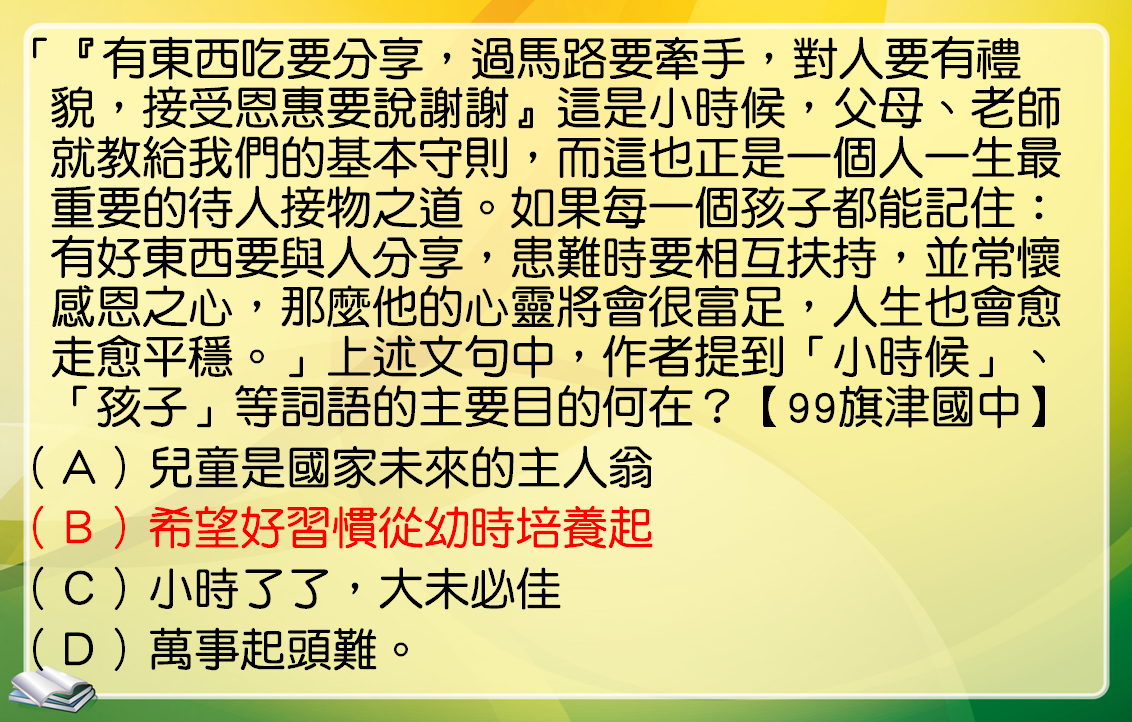 「『有東西吃要分享，過馬路要牽手，對人要有禮
貌，接受恩惠要說謝謝』這是小時候，父母、老師
就教給我們的基本守則，而這也正是一個人一生最
重要的待人接物之道。如果每一個孩子都能記住：
有好東西要與人分享，患難時要相互扶持，並常懷
感恩之心，那麼他的心靈將會很富足，人生也會愈
走愈平穩。」上述文句中，作者提到「小時候」、
「孩子」等詞語的主要目的何在？【99旗津國中】
（A）兒童是國家未來的主人翁
（B）希望好習慣從幼時培養起
（C）小時了了，大未必佳
（D）萬事起頭難。